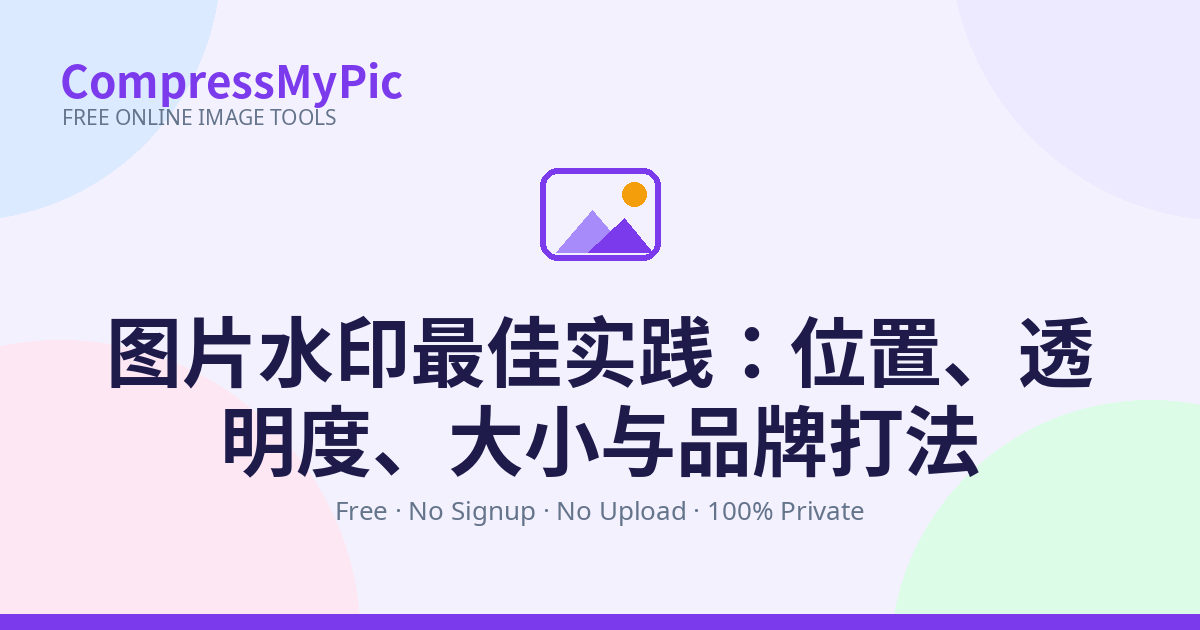 CompressMyPic
FREE ONLINE IMAGE TOOLS
图片水印最佳实践：位置、透
明度、大小与品牌打法
Free · No Signup · No Upload · 100% Private